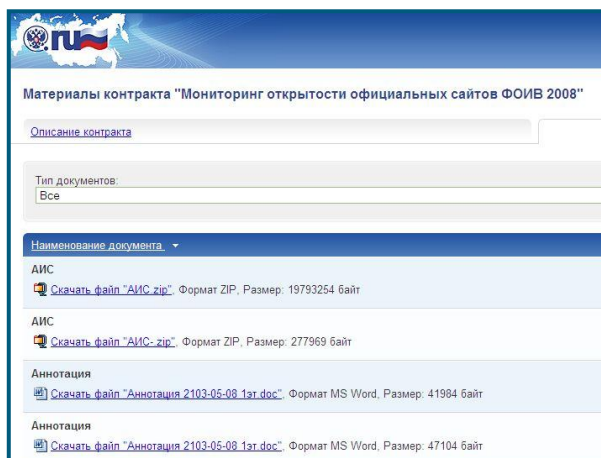 .ru
Материалы контракта "Мониторинг открытости официальных сайтов ФОИВ 2008"
Описание контракта
Тип документов:
Все
Наименование документа
АИС
Скачать файл "АИС.zip", Формат ZIP, Размер: 19793254 байт
АИС
Скачать файл "АИС-.zip", Формат ZIP, Размер: 277969 байт
Аннотация
Скачать файл "Аннотация 2103-05-08 1эт.doc", Формат MS Word, Размер: 41984 байт
Аннотация
Скачать файл "Аннотация 2103-05-08 1эт.doc", Формат MS Word, Размер: 47104 байт